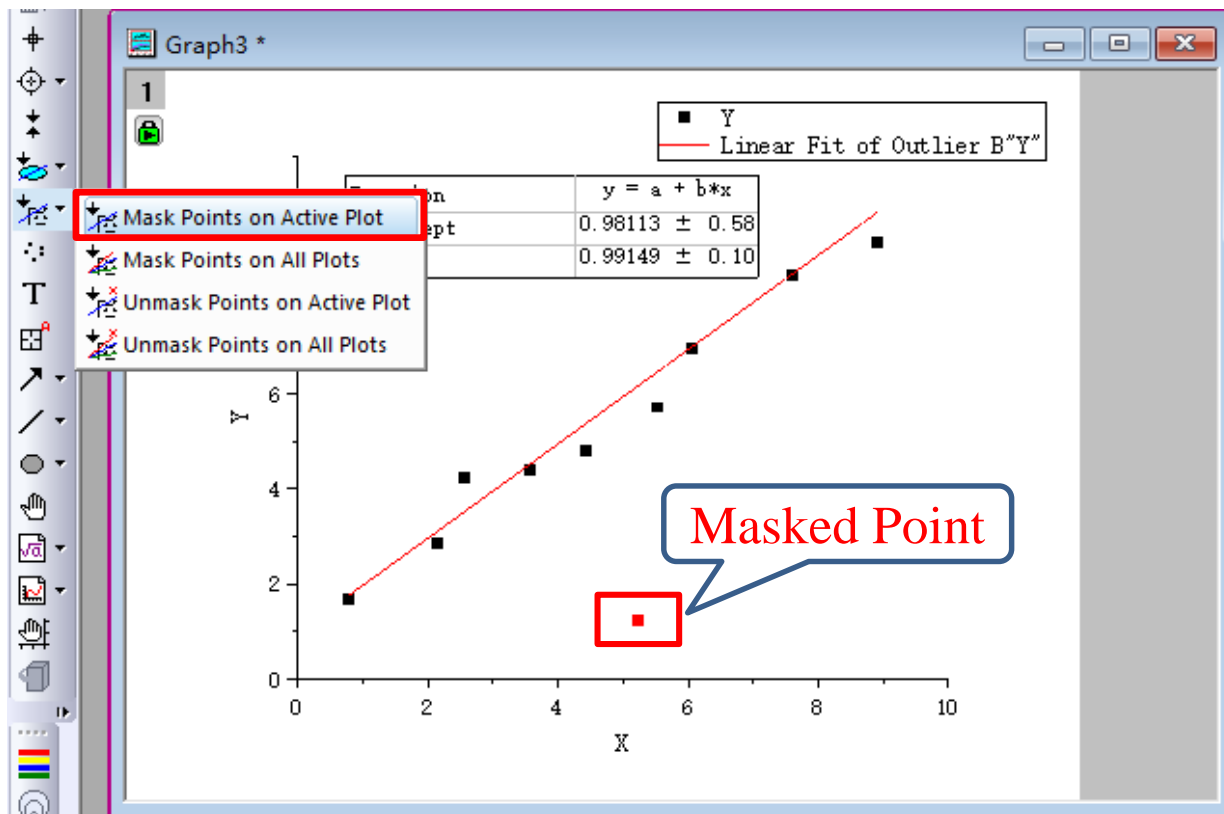 Graph3 *
1
Y
Linear Fit of Outlier B"Y"
y = a + b*x
0.98113 ± 0.58
0.99149 ± 0.10
Mask Points on Active Plot
Mask Points on All Plots
Unmask Points on Active Plot
Unmask Points on All Plots
T
A
6
Y
4
Masked Point
2
0
0 2 4 6 8 10
X